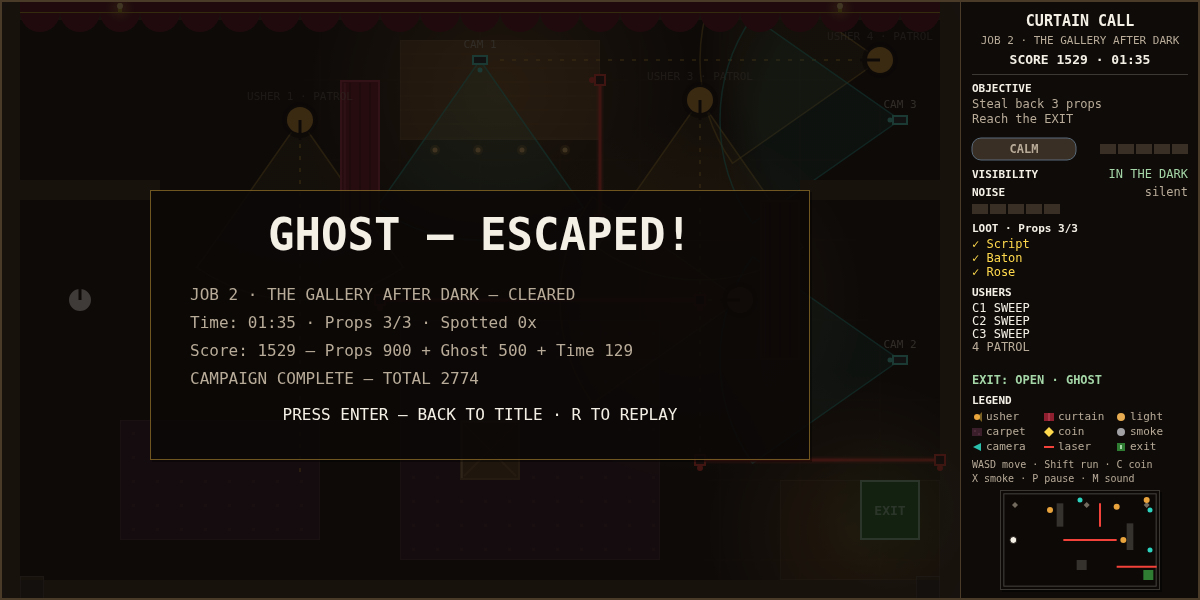 CAM 1
USHER 4 · PATROL
USHER 3 · PATROL
USHER 1 · PATROL
CAM 3
GHOST — ESCAPED!
JOB 2 · THE GALLERY AFTER DARK — CLEARED
Time: 01:35 · Props 3/3 · Spotted 0x
Score: 1529 — Props 900 + Ghost 500 + Time 129
CAMPAIGN COMPLETE — TOTAL 2774
PRESS ENTER — BACK TO TITLE · R TO REPLAY
CAM 2
EXIT
CURTAIN CALL
JOB 2 · THE GALLERY AFTER DARK
SCORE 1529 · 01:35
OBJECTIVE
Steal back 3 props
Reach the EXIT
CALM
VISIBILITY IN THE DARK
NOISE silent
LOOT · Props 3/3
✓ Script
✓ Baton
✓ Rose
USHERS
C1 SWEEP
C2 SWEEP
C3 SWEEP
4 PATROL
EXIT: OPEN · GHOST
LEGEND
usher curtain light
carpet coin smoke
camera laser exit
WASD move · Shift run · C coin
X smoke · P pause · M sound